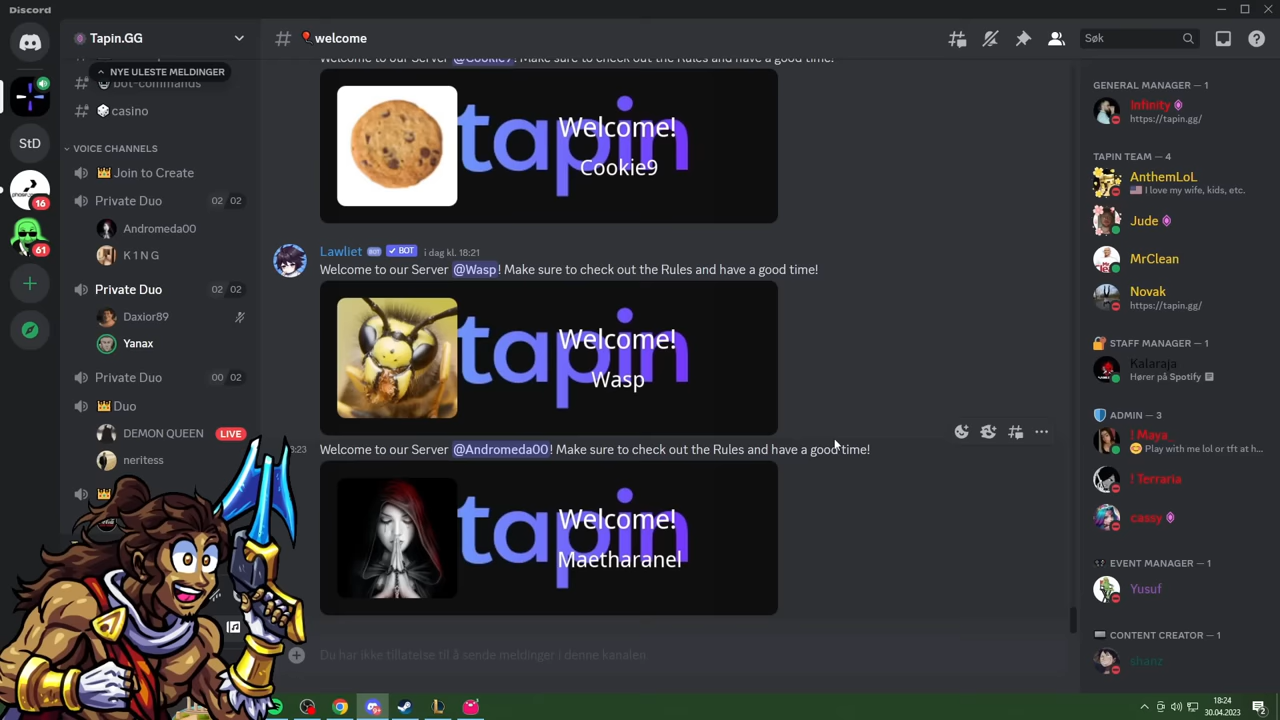 Discord
Tapin.GG
welcome
Søk
NYE ULESTE MELDINGER
bot-commands
casino
VOICE CHANNELS
Join to Create
Private Duo
02 02
Andromeda00
K I N G
Private Duo
02 02
Daxior89
Yanax
Private Duo
00 02
Duo
DEMON QUEEN
LIVE
neritess
StD
16
61
Welcome to our Server @Cookie9! Make sure to check out the Rules and have a good time!
tapin
Welcome!
Cookie9
Lawliet BOT i dag kl. 18:21
Welcome to our Server @Wasp! Make sure to check out the Rules and have a good time!
tapin
Welcome!
Wasp
Welcome to our Server @Andromeda00! Make sure to check out the Rules and have a good time!
tapin
Welcome!
Maetharanel
Du har ikke tillatelse til å sende meldinger i denne kanalen
GENERAL MANAGER — 1
Infinity
https://tapin.gg/
TAPIN TEAM — 4
AnthemLoL
I love my wife, kids, etc.
Jude
MrClean
Novak
https://tapin.gg/
STAFF MANAGER — 1
Kalaraja
Hører på Spotify
ADMIN — 3
! Maya
Play with me lol or tft at h...
! Terraria
cassy
EVENT MANAGER — 1
Yusuf
CONTENT CREATOR — 1
shanz
18:24
30.04.2023
2